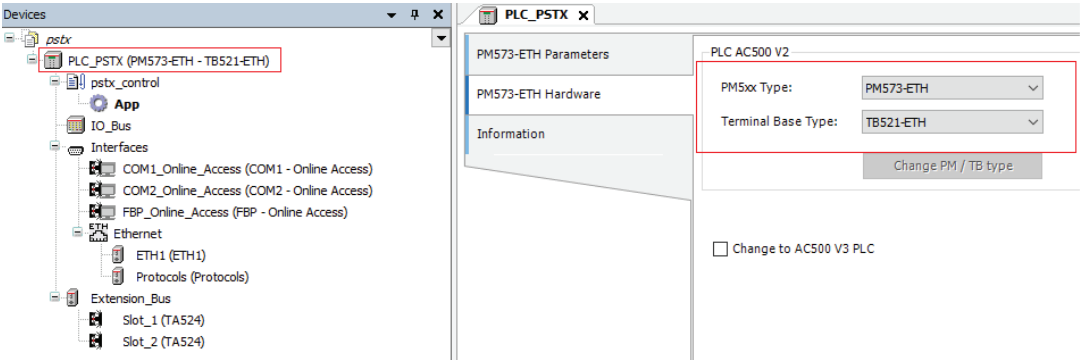 Devices
pstx
PLC_PSTX (PM573-ETH - TB521-ETH)
pstx_control
App
IO_Bus
Interfaces
COM1_Online_Access (COM1 - Online Access)
COM2_Online_Access (COM2 - Online Access)
FBP_Online_Access (FBP - Online Access)
ETH
Ethernet
ETH1 (ETH1)
Protocols (Protocols)
Extension_Bus
Slot_1 (TA524)
Slot_2 (TA524)
PLC_PSTX
PM573-ETH Parameters
PM573-ETH Hardware
Information
PLC AC500 V2
PM5xx Type: PM573-ETH
Terminal Base Type: TB521-ETH
Change PM / TB type
Change to AC500 V3 PLC